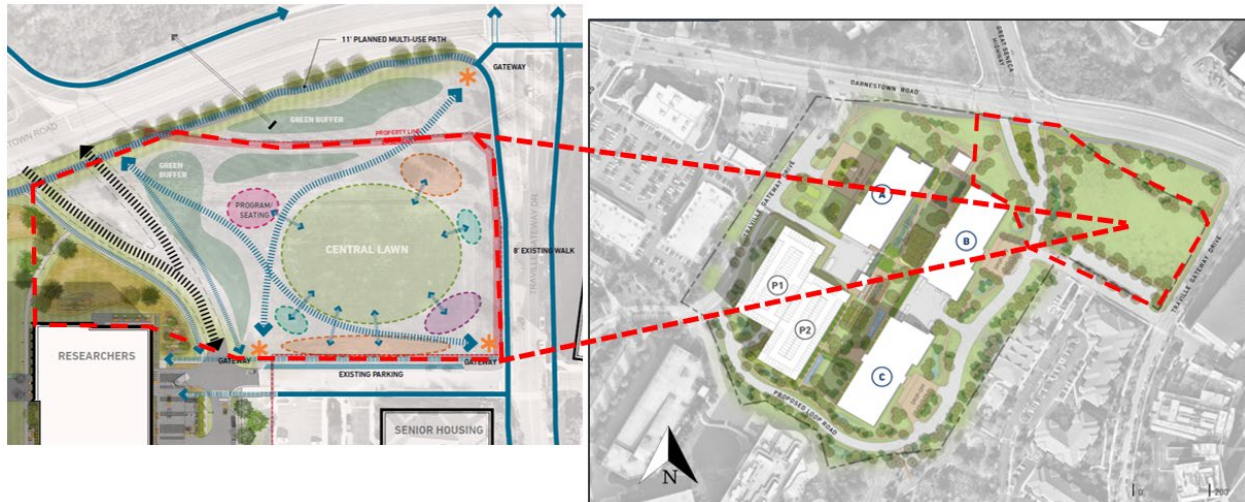 11' PLANNED MULTI-USE PATH
GATEWAY
GREEN BUFFER
TOWN ROAD
PROPERTY LINE
GREEN
BUFFER
PROGRAM/
SEATING
CENTRAL LAWN
8' EXISTING WALK
TRAVILLE GATEWAY DR
RESEARCHERS
GATEWAY
GATEWAY
EXISTING PARKING
SENIOR HOUSING
GREAT SENECA
HIGHWAY
DARNESTOWN ROAD
TRAVILLE GATEWAY DRIVE
A
B
P1
P2
C
TRAVILLE GATEWAY DRIVE
PROPOSED LOOP ROAD
N
0
200